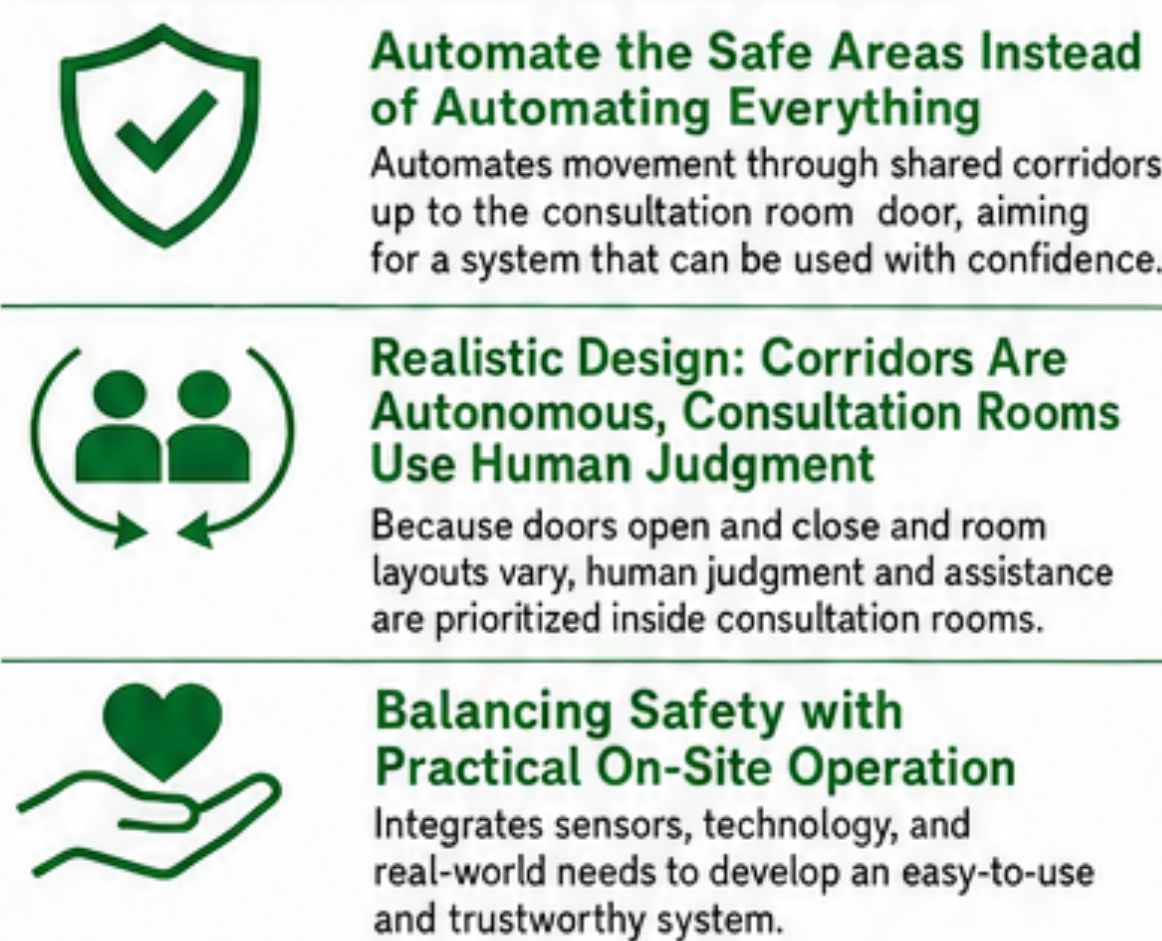 Automate the Safe Areas Instead
of Automating Everything
Automates movement through shared corridors
up to the consultation room door, aiming
for a system that can be used with confidence.
Realistic Design: Corridors Are
Autonomous, Consultation Rooms
Use Human Judgment
Because doors open and close and room
layouts vary, human judgment and assistance
are prioritized inside consultation rooms.
Balancing Safety with
Practical On-Site Operation
Integrates sensors, technology, and
real-world needs to develop an easy-to-use
and trustworthy system.